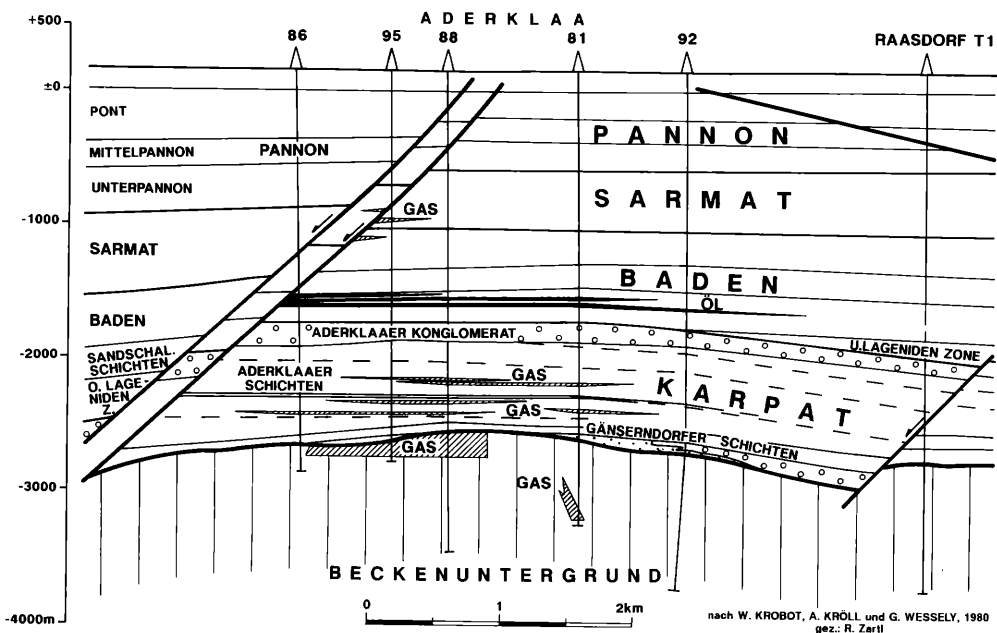 ADERKLAA
+500
86
95
88
81
92
RAASDORF T1
±0
PONT
PANNON
MITTELPANNON
PANNON
UNTERPANNON
GAS
SARMAT
-1000
SARMAT
BADEN
ÖL
BADEN
ADERKLAAER KONGLOMERAT
U.LAGENIDEN ZONE
-2000
SANDSCHAL.
SCHICHTEN
O. LAGE-
NIDEN
Z.
ADERKLAAER
SCHICHTEN
GAS
KARPAT
GAS
GÄNSERNDORFER SCHICHTEN
GAS
-3000
GAS
BECKENUNTERGRUND
-4000m
0
1
2km
nach W. KROBOT, A. KRÖLL und G. WESSELY, 1980
gez.: R. Zartl